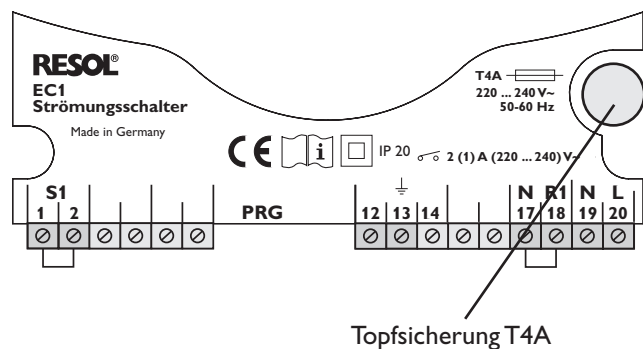 RESOL®
EC1
Strömungsschalter
Made in Germany
T4A
220 ... 240 V~
50-60 Hz
CE i IP 20 2 (1) A (220 ... 240) V~
S1 N R1 N L
1 2 PRG 12 13 14 17 18 19 20
Topfsicherung T4A